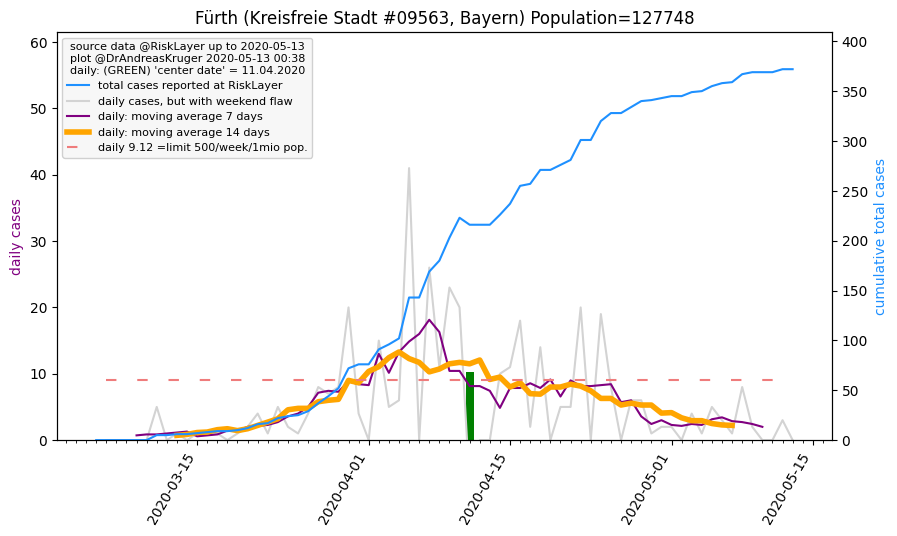 Fürth (Kreisfreie Stadt #09563, Bayern) Population=127748
source data @RiskLayer up to 2020-05-13
plot @DrAndreasKruger 2020-05-13 00:38
daily: (GREEN) 'center date' = 11.04.2020
total cases reported at RiskLayer
daily cases, but with weekend flaw
daily: moving average 7 days
daily: moving average 14 days
daily 9.12 =limit 500/week/1mio pop.
daily cases
60
50
40
30
20
10
0
cumulative total cases
400
350
300
250
200
150
100
50
0
2020-03-15
2020-04-01
2020-04-15
2020-05-01
2020-05-15